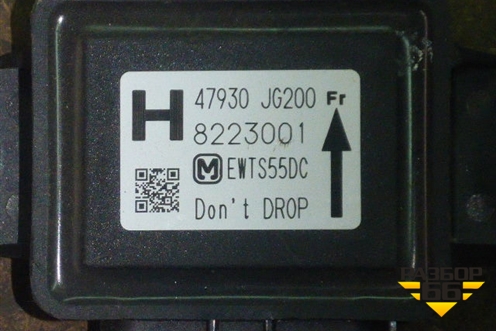 H 47930 JG200 Fr
8223001
M EWTS55DC
Don't DROP
РАЗБОР
66